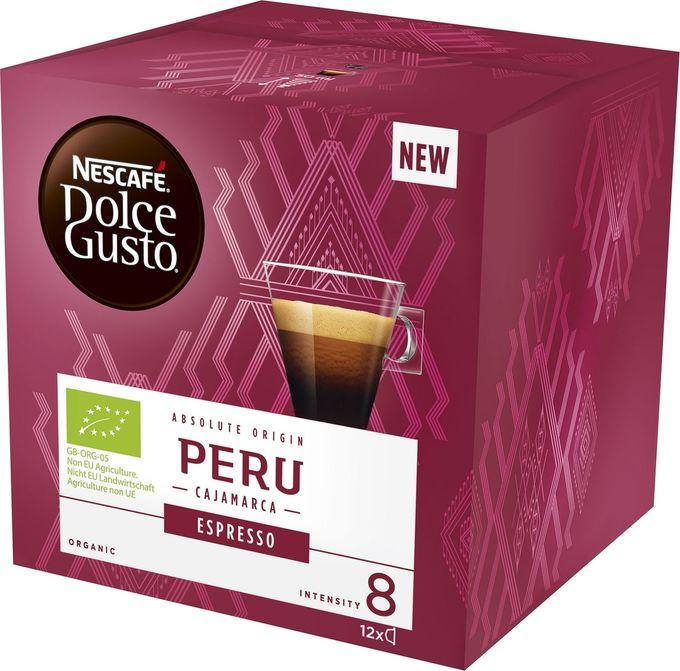 NESCAFÉ.
DOLCE
GUSTO.
NEW
ABSOLUTE ORIGIN
PERU
CAJAMARCA
ESPRESSO
GB-ORG-05
Non EU Agriculture.
Nicht EU Landwirtschaft
Agriculture non UE
ORGANIC
INTENSITY 8
12x